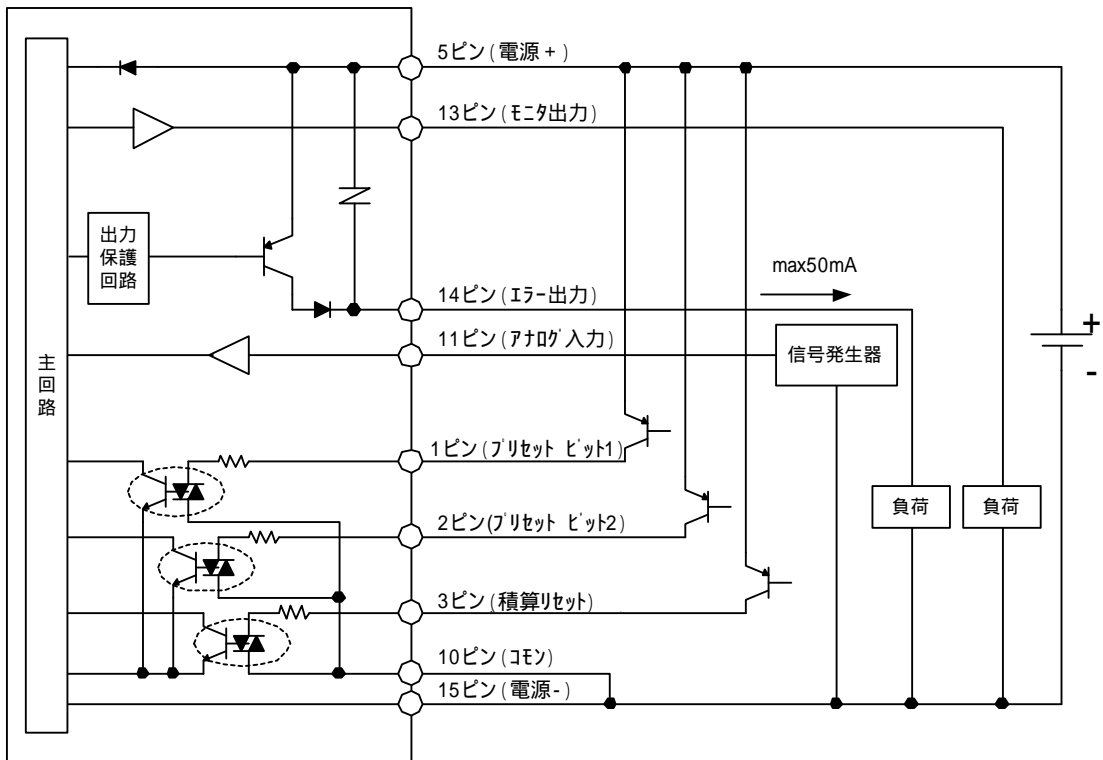 5ピン(電源+)
13ピン(ﾓﾆﾀ出力)
出力
保護
回路
max50mA
14ピン(ｴﾗｰ出力)
11ピン(ｱﾅﾛｸﾞ入力)
信号発生器
+
-
主
回
路
1ピン(ﾌﾟﾘｾｯﾄ ﾋﾞｯﾄ1)
負荷
負荷
2ピン(ﾌﾟﾘｾｯﾄ ﾋﾞｯﾄ2)
3ピン(積算ﾘｾｯﾄ)
10ピン(ｺﾓﾝ)
15ピン(電源-)